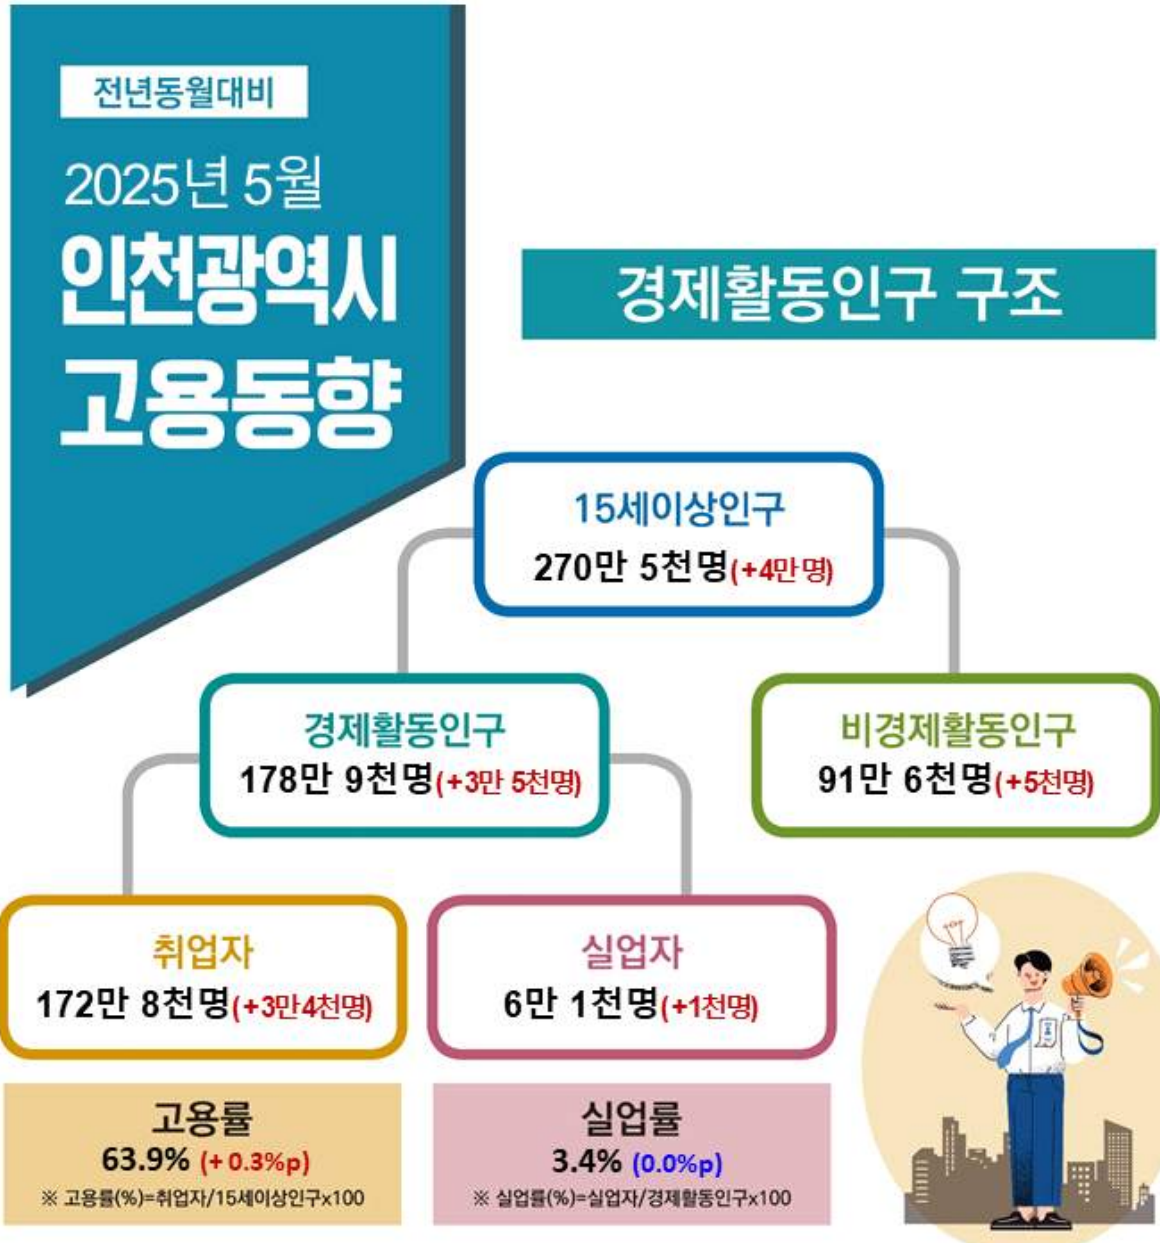 전년동월대비
2025년 5월
인천광역시
고용동향
경제활동인구 구조
15세이상인구
270만 5천명(+4만명)
경제활동인구
178만 9천명(+3만 5천명)
비경제활동인구
91만 6천명(+5천명)
취업자
172만 8천명(+3만4천명)
실업자
6만 1천명(+1천명)
고용률
63.9% (+0.3%p)
※ 고용률(%)=취업자/15세이상인구x100
실업률
3.4% (0.0%p)
※ 실업률(%)=실업자/경제활동인구x100